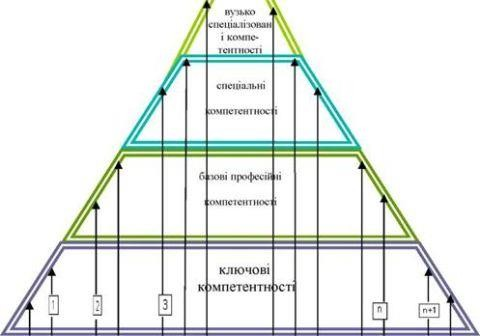 вузько
спеціалізован
і компе-
тентності
спеціальні
компетентності
базові професійні
компетентності
ключові
компетентності
1
2
3
n
n+1